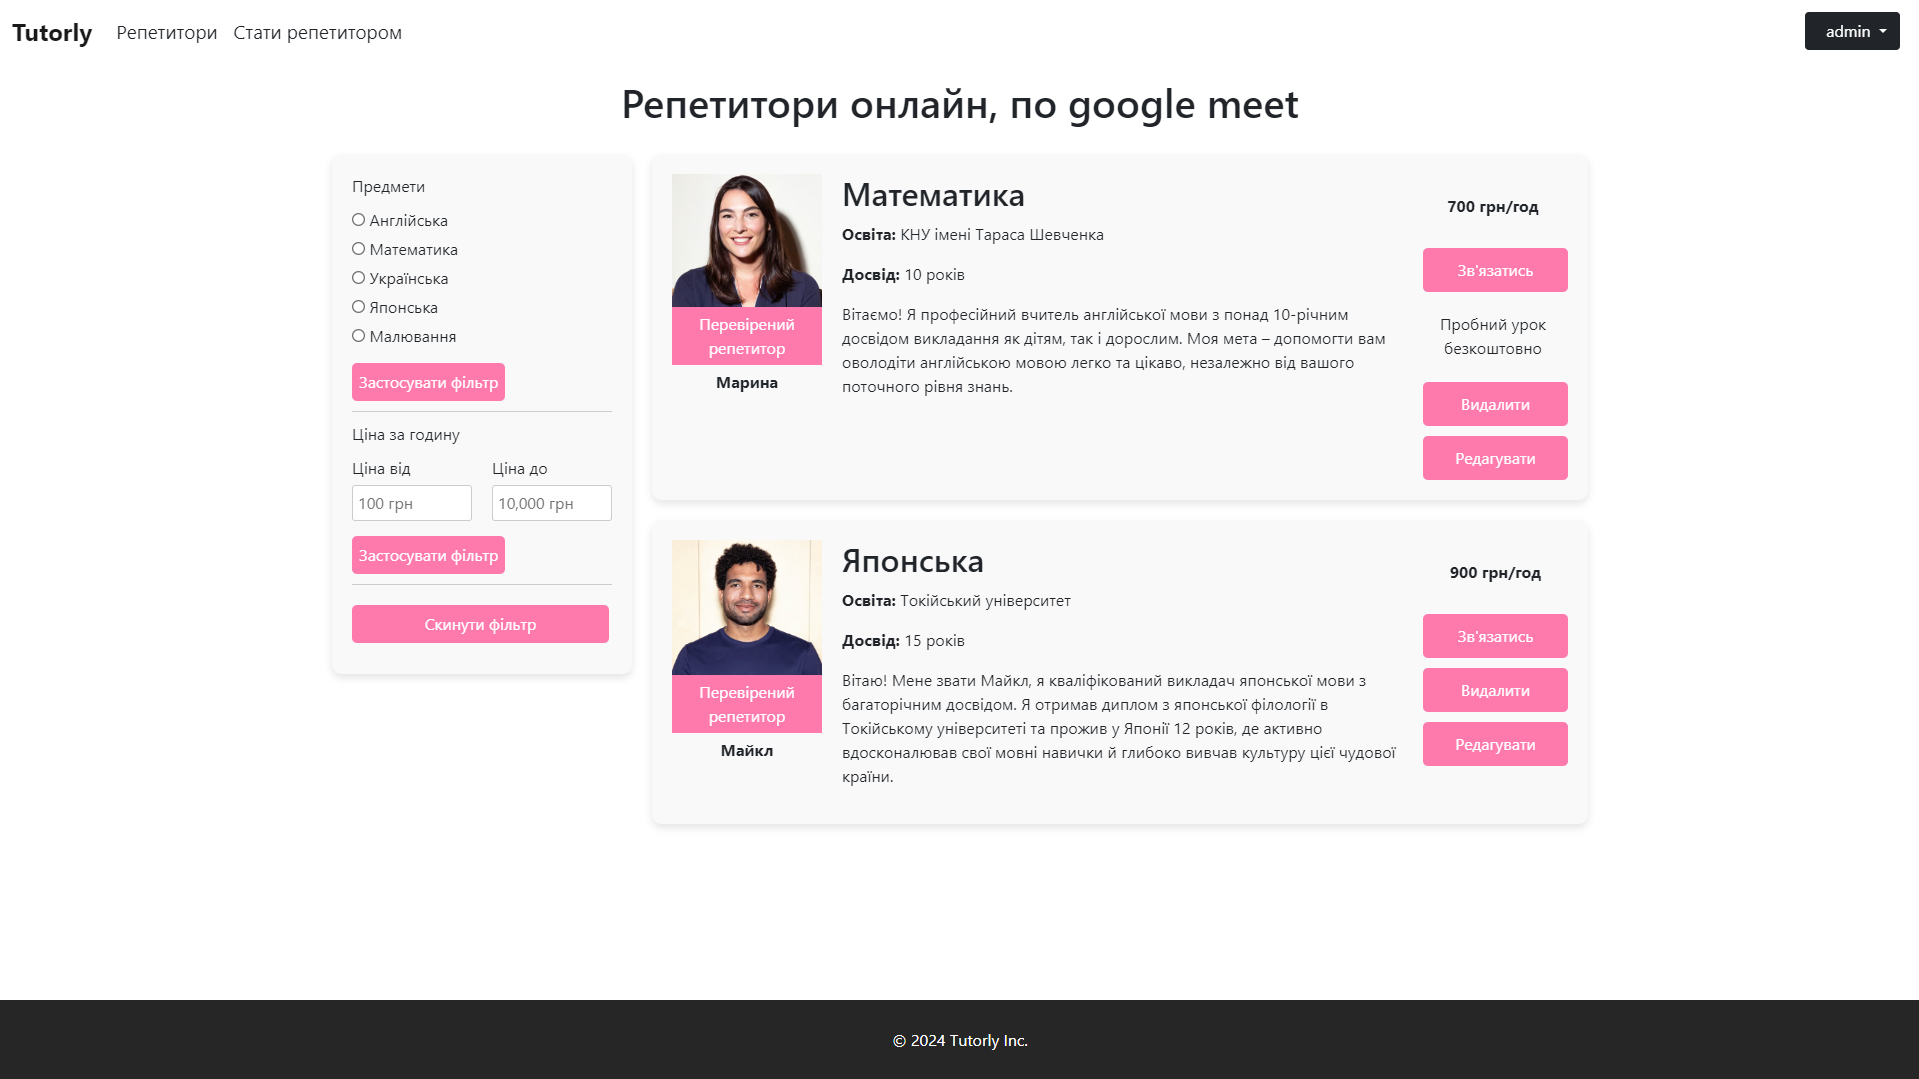 Tutorly
Репетитори
Стати репетитором
admin
Репетитори онлайн, по google meet
Предмети
Англійська
Математика
Українська
Японська
Малювання
Застосувати фільтр
Ціна за годину
Ціна від
Ціна до
100 грн
10,000 грн
Застосувати фільтр
Скинути фільтр
Перевірений
репетитор
Марина
Математика
Освіта: КНУ імені Тараса Шевченка
Досвід: 10 років
Вітаємо! Я професійний вчитель англійської мови з понад 10-річним
досвідом викладання як дітям, так і дорослим. Моя мета – допомогти вам
оволодіти англійською мовою легко та цікаво, незалежно від вашого
поточного рівня знань.
700 грн/год
Зв'язатись
Пробний урок
безкоштовно
Видалити
Редагувати
Перевірений
репетитор
Майкл
Японська
Освіта: Токійський університет
Досвід: 15 років
Вітаю! Мене звати Майкл, я кваліфікований викладач японської мови з
багаторічним досвідом. Я отримав диплом з японської філології в
Токійському університеті та прожив у Японії 12 років, де активно
вдосконалював свої мовні навички й глибоко вивчав культуру цієї чудової
країни.
900 грн/год
Зв'язатись
Видалити
Редагувати
© 2024 Tutorly Inc.